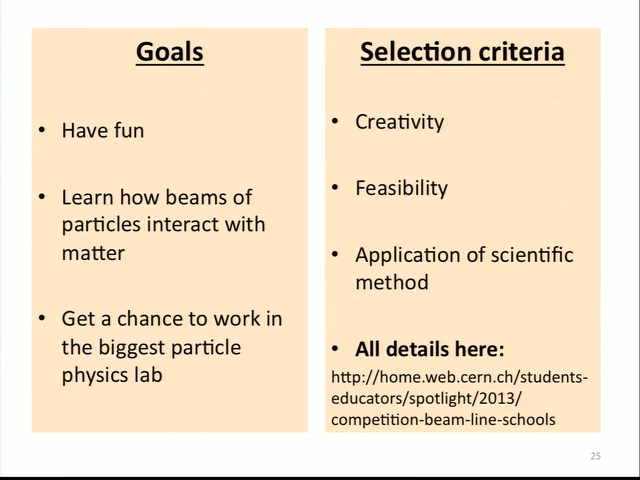 Goals
• Have fun
• Learn how beams of
particles interact with
matter
• Get a chance to work in
the biggest particle
physics lab
Selection criteria
• Creativity
• Feasibility
• Application of scientific
method
• All details here:
http://home.web.cern.ch/students-
educators/spotlight/2013/
competition-beam-line-schools
25